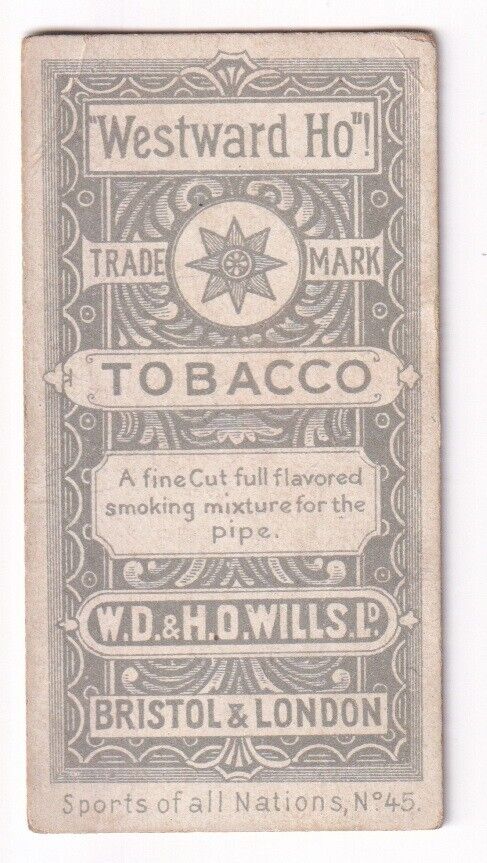 "Westward Ho"!
TRADE MARK
TOBACCO
A fine Cut full flavored
smoking mixture for the
pipe.
W.D. & H.O. WILLS. LD.
BRISTOL & LONDON
Sports of all Nations, No 45.